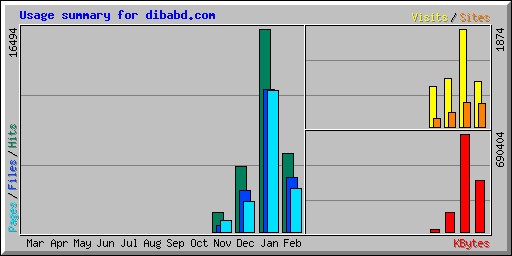 Usage summary for dibabd.com
Visits / Sites
16494
1874
690404
Pages / Files / Hits
Mar Apr May Jun Jul Aug Sep Oct Nov Dec Jan Feb
KBytes